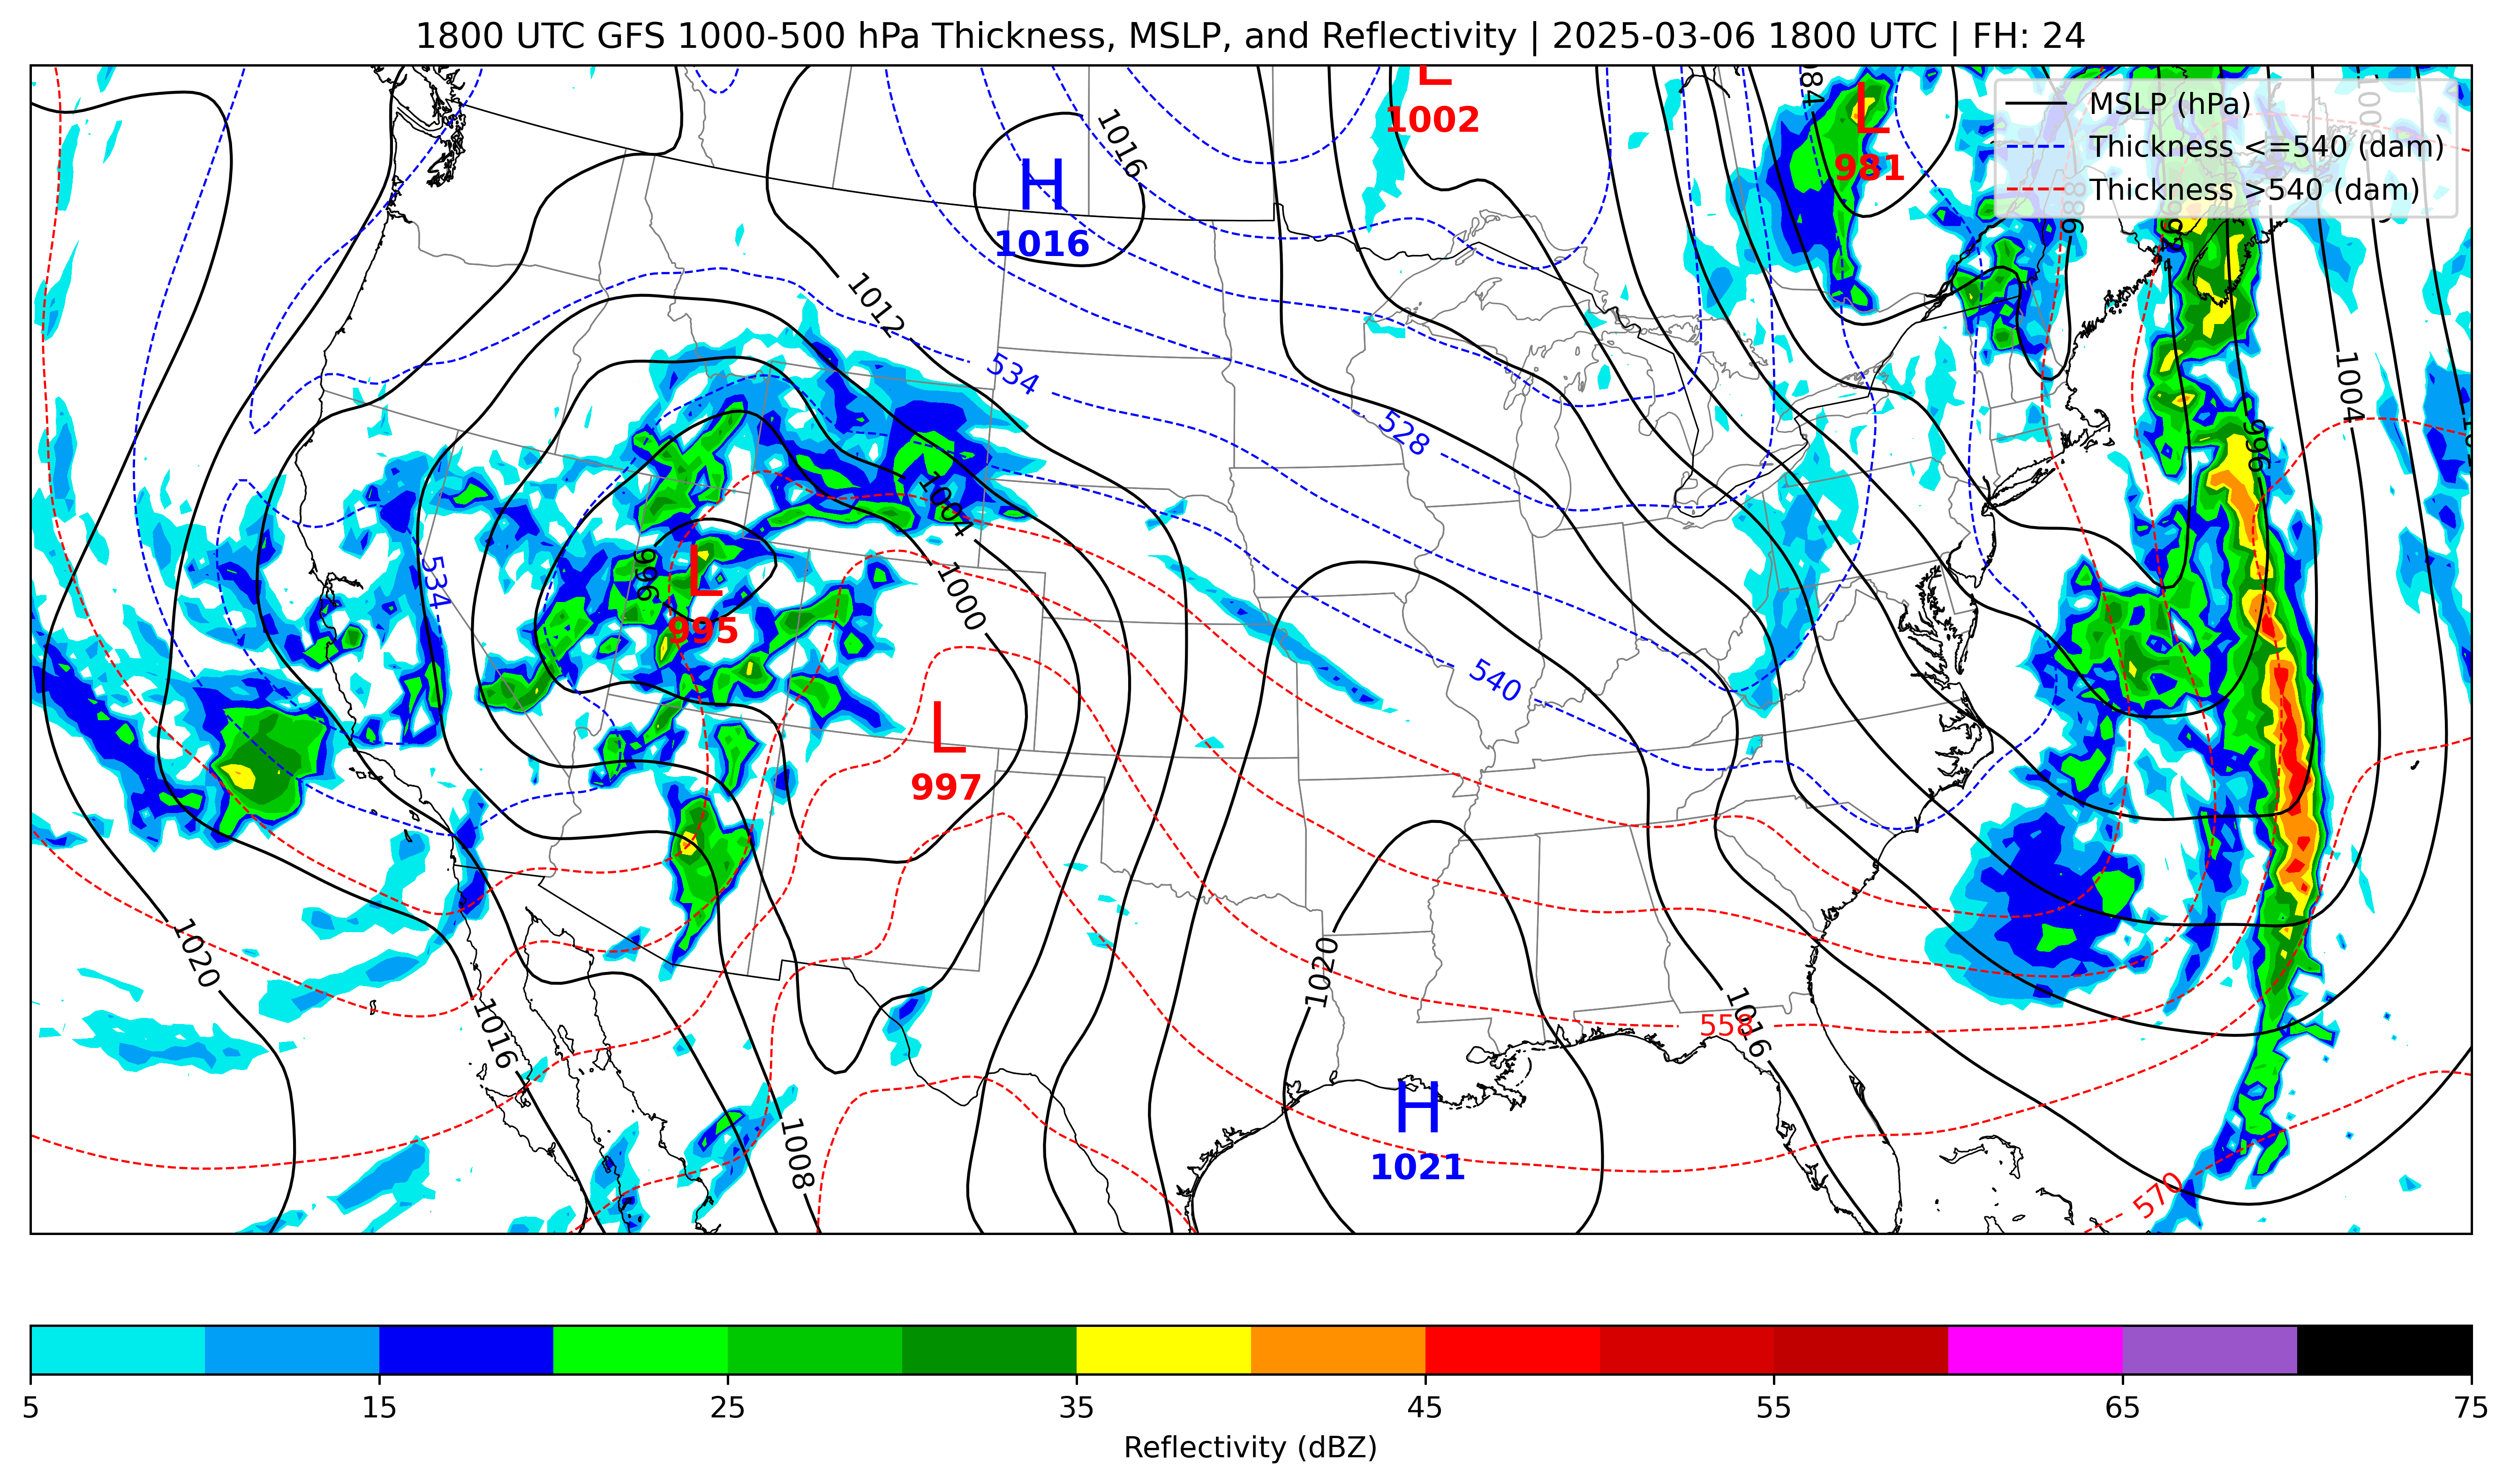 1800 UTC GFS 1000-500 hPa Thickness, MSLP, and Reflectivity | 2025-03-06 1800 UTC | FH: 24
MSLP (hPa)
Thickness <=540 (dam)
Thickness >540 (dam)
L
1002
L
981
1016
H
1016
1012
534
528
1004
996
1004
534
996
L
995
1000
540
L
997
1020
1020
1016
1016
558
H
1021
1008
570
5
15
25
35
45
55
65
75
Reflectivity (dBZ)